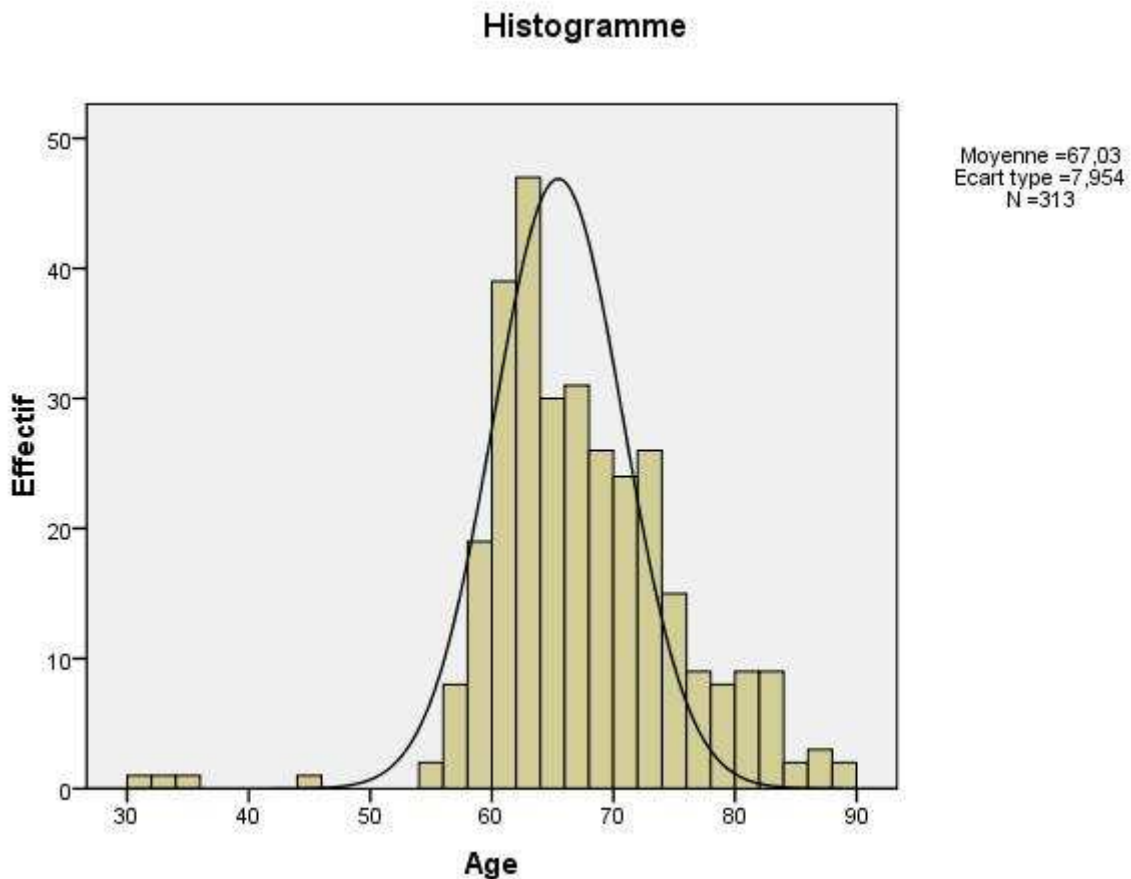 Histogramme
Moyenne =67,03
Ecart type =7,954
N =313
50
40
30
20
10
0
Effectif
30 40 50 60 70 80 90
Age